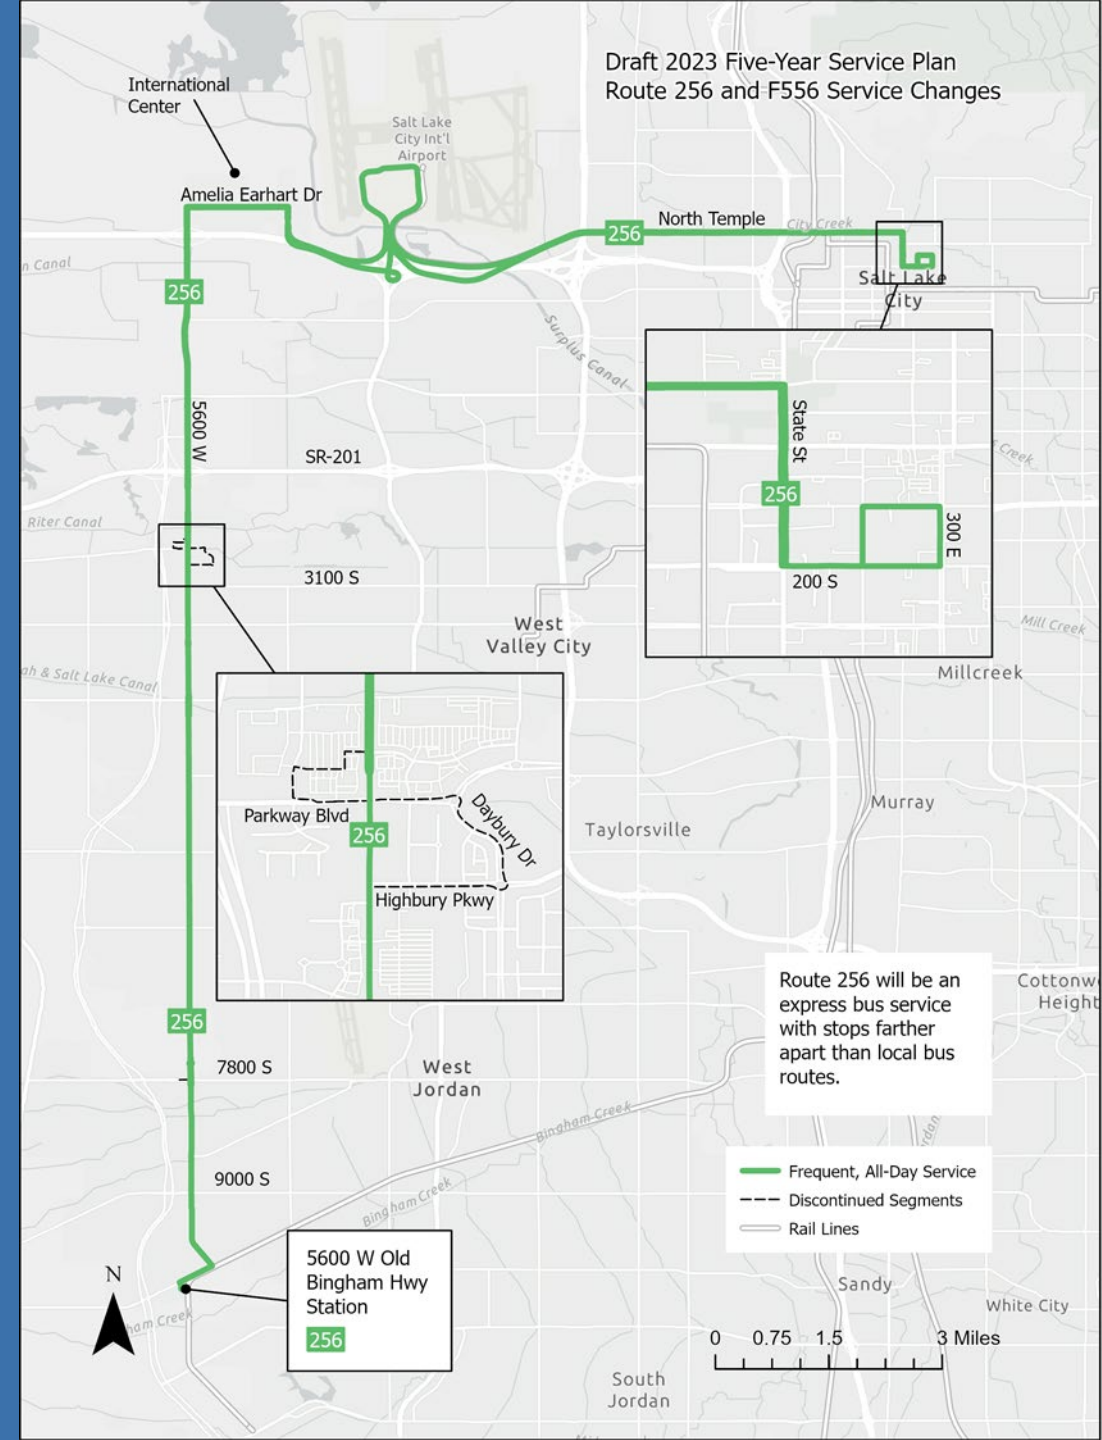 Draft 2023 Five-Year Service Plan
Route 256 and F556 Service Changes
International
Center
Salt Lake
City Int'l
Airport
Amelia Earhart Dr
North Temple
City Creek
256
n Canal
256
Salt Lake
City
Surplus Canal
5600 W
State St
SR-201
Creek
256
Riter Canal
300 E
3100 S
200 S
West
Valley City
Mill Creek
ah & Salt Lake Canal
Millcreek
Parkway Blvd
Daybury Dr
256
Highbury Pkwy
Taylorsville
Murray
Route 256 will be an
express bus service
with stops farther
apart than local bus
routes.
Cottonw
Height
256
7800 S
West
Jordan
Bingham Creek
rdan
9000 S
Bingham Creek
Frequent, All-Day Service
Discontinued Segments
Rail Lines
5600 W Old
Bingham Hwy
Station
256
N
ham Creek
Sandy
White City
0 0.75 1.5 3 Miles
South
Jordan